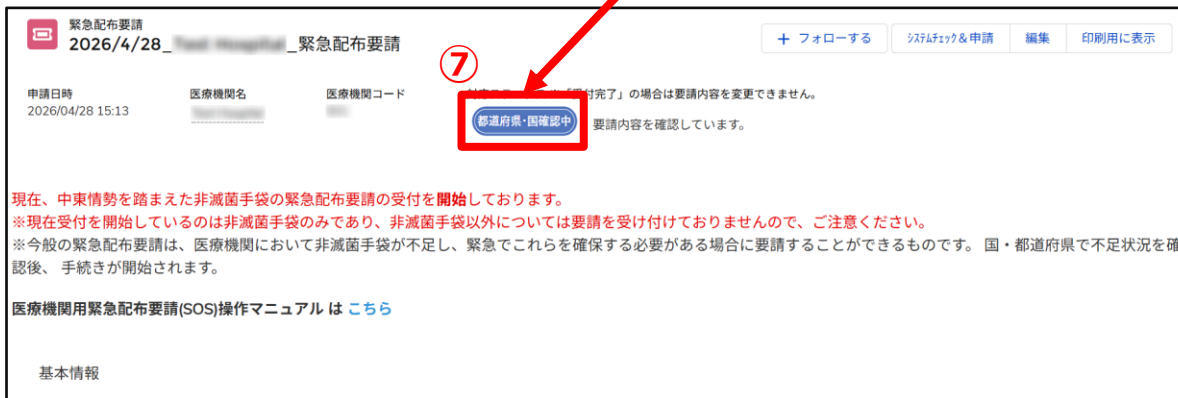 緊急配布要請
2026/4/28_ _緊急配布要請
+ フォローする
システムチェック&申請
編集
印刷用に表示
⑦
申請日時
医療機関名
医療機関コード
「受付完了」の場合は要請内容を変更できません。
2026/04/28 15:13
都道府県・国確認中
要請内容を確認しています。
現在、中東情勢を踏まえた非滅菌手袋の緊急配布要請の受付を開始しております。
※現在受付を開始しているのは非滅菌手袋のみであり、非滅菌手袋以外については要請を受け付けておりませんので、ご注意ください。
※今般の緊急配布要請は、医療機関において非滅菌手袋が不足し、緊急でこれらを確保する必要がある場合に要請することができるものです。 国・都道府県で不足状況を確
認後、 手続きが開始されます。
医療機関用緊急配布要請(SOS)操作マニュアル は こちら
基本情報